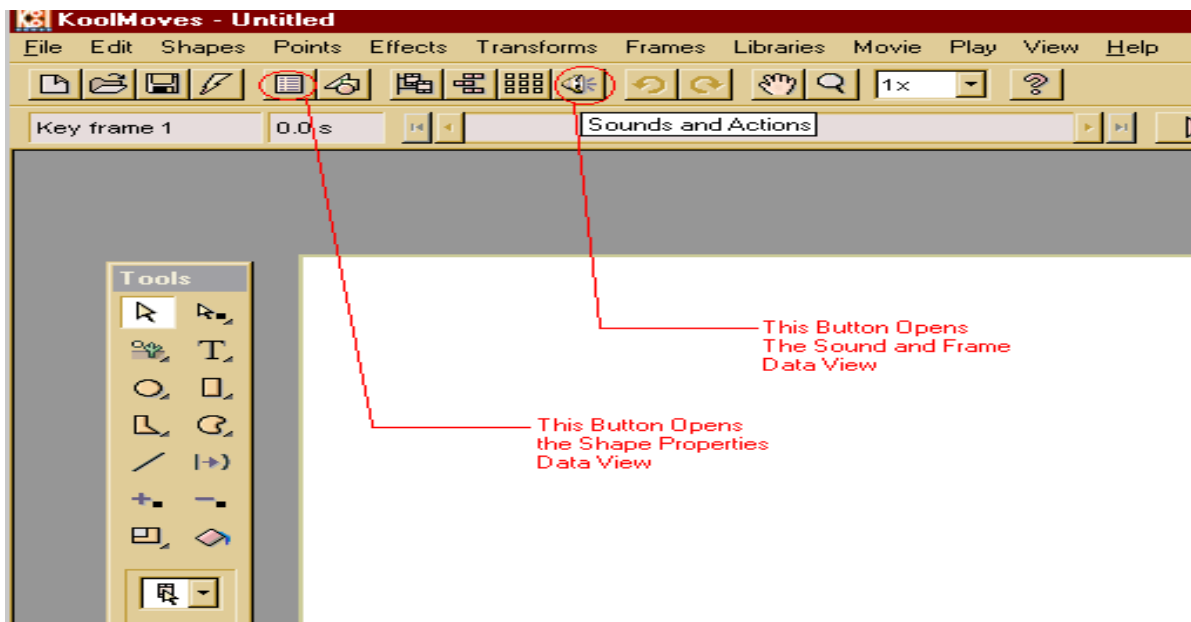 KoolMoves - Untitled
File Edit Shapes Points Effects Transforms Frames Libraries Movie Play View Help
1x
Key frame 1 0.0 s Sounds and Actions
Tools
T
This Button Opens
The Sound and Frame
Data View
This Button Opens
the Shape Properties
Data View